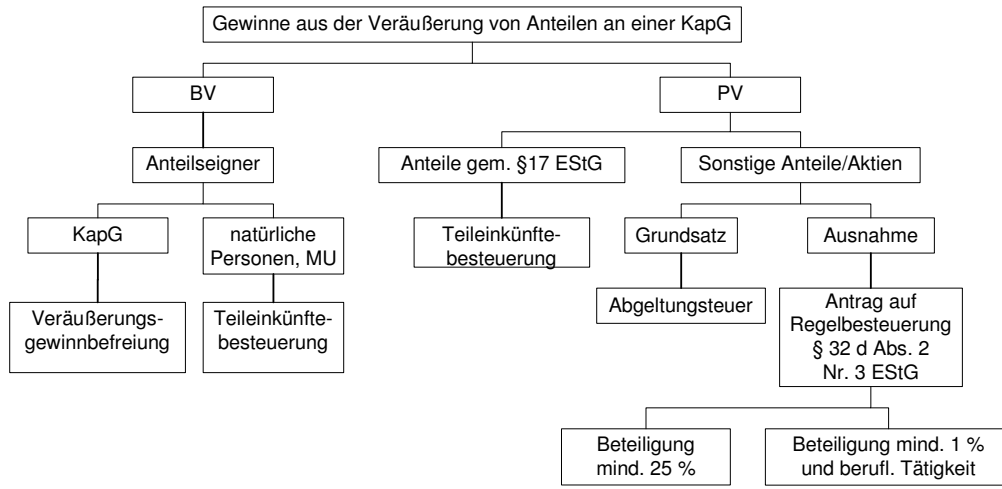 Gewinne aus der Veräußerung von Anteilen an einer KapG
BV
PV
Anteilseigner
Anteile gem. §17 EStG
Sonstige Anteile/Aktien
KapG
natürliche
Personen, MU
Teileinkünfte-
besteuerung
Grundsatz
Ausnahme
Veräußerungs-
gewinnbefreiung
Teileinkünfte-
besteuerung
Abgeltungsteuer
Antrag auf
Regelbesteuerung
§ 32 d Abs. 2
Nr. 3 EStG
Beteiligung
mind. 25 %
Beteiligung mind. 1 %
und berufl. Tätigkeit